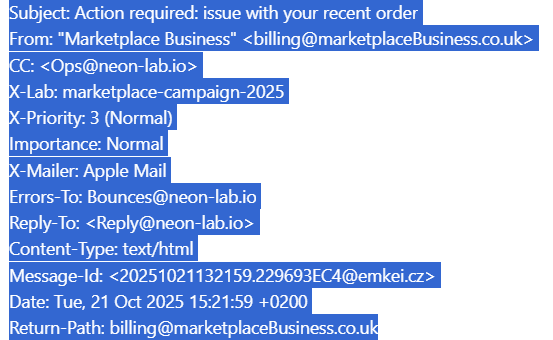 Subject: Action required: issue with your recent order
From: "Marketplace Business" <billing@marketplaceBusiness.co.uk>
CC: <Ops@neon-lab.io>
X-Lab: marketplace-campaign-2025
X-Priority: 3 (Normal)
Importance: Normal
X-Mailer: Apple Mail
Errors-To: Bounces@neon-lab.io
Reply-To: <Reply@neon-lab.io>
Content-Type: text/html
Message-Id: <20251021132159.229693EC4@emkei.cz>
Date: Tue, 21 Oct 2025 15:21:59 +0200
Return-Path: billing@marketplaceBusiness.co.uk